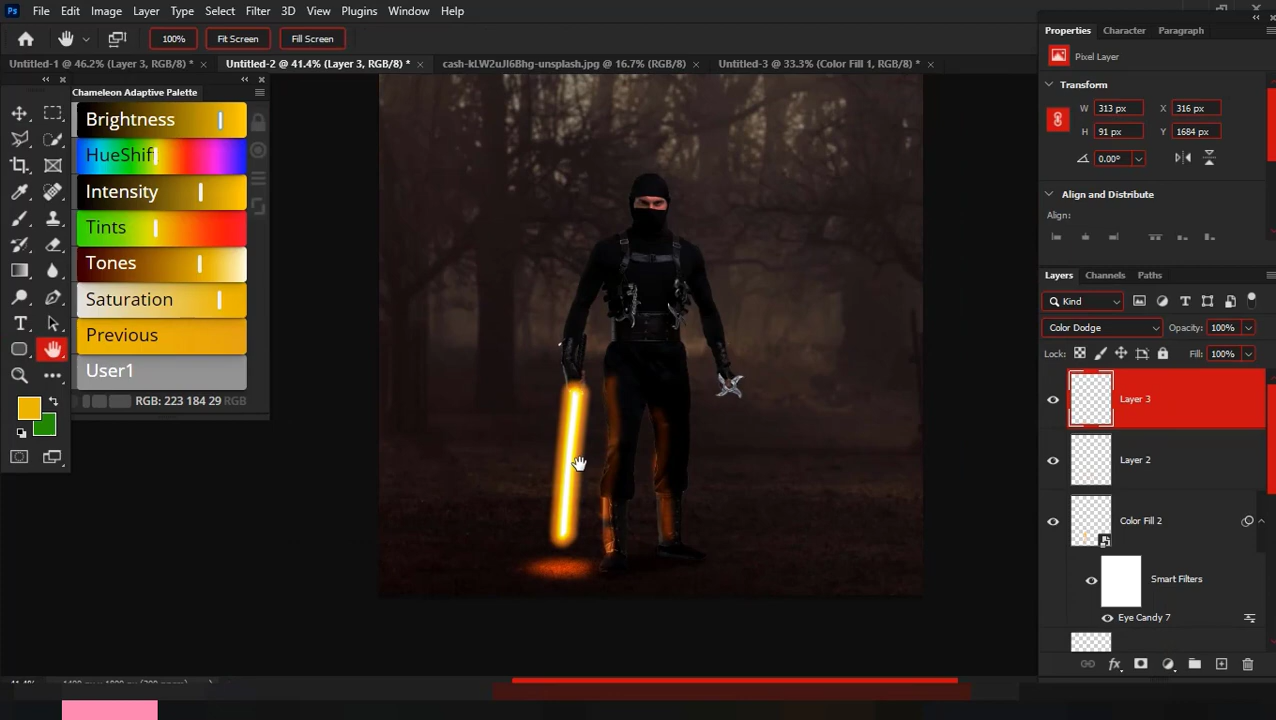 Ps File Edit Image Layer Type Select Filter 3D View Plugins Window Help
100% Fit Screen Fill Screen
Untitled-1 @ 46.2% (Layer 3, RGB/8) * × Untitled-2 @ 41.4% (Layer 3, RGB/8) * × cash-kLW2uJI6Bhg-unsplash.jpg @ 16.7% (RGB/8) × Untitled-3 @ 33.3% (Color Fill 1, RGB/8) * ×
Chameleon Adaptive Palette
Brightness
HueShift
Intensity
Tints
Tones
Saturation
Previous
User1
RGB: 223 184 29 RGB
Properties Character Paragraph
Pixel Layer
Transform
W 313 px X 316 px
H 91 px Y 1684 px
0.00°
Align and Distribute
Align:
Layers Channels Paths
Kind
Color Dodge Opacity: 100%
Lock: Fill: 100%
Layer 3
Layer 2
Color Fill 2
Smart Filters
Eye Candy 7